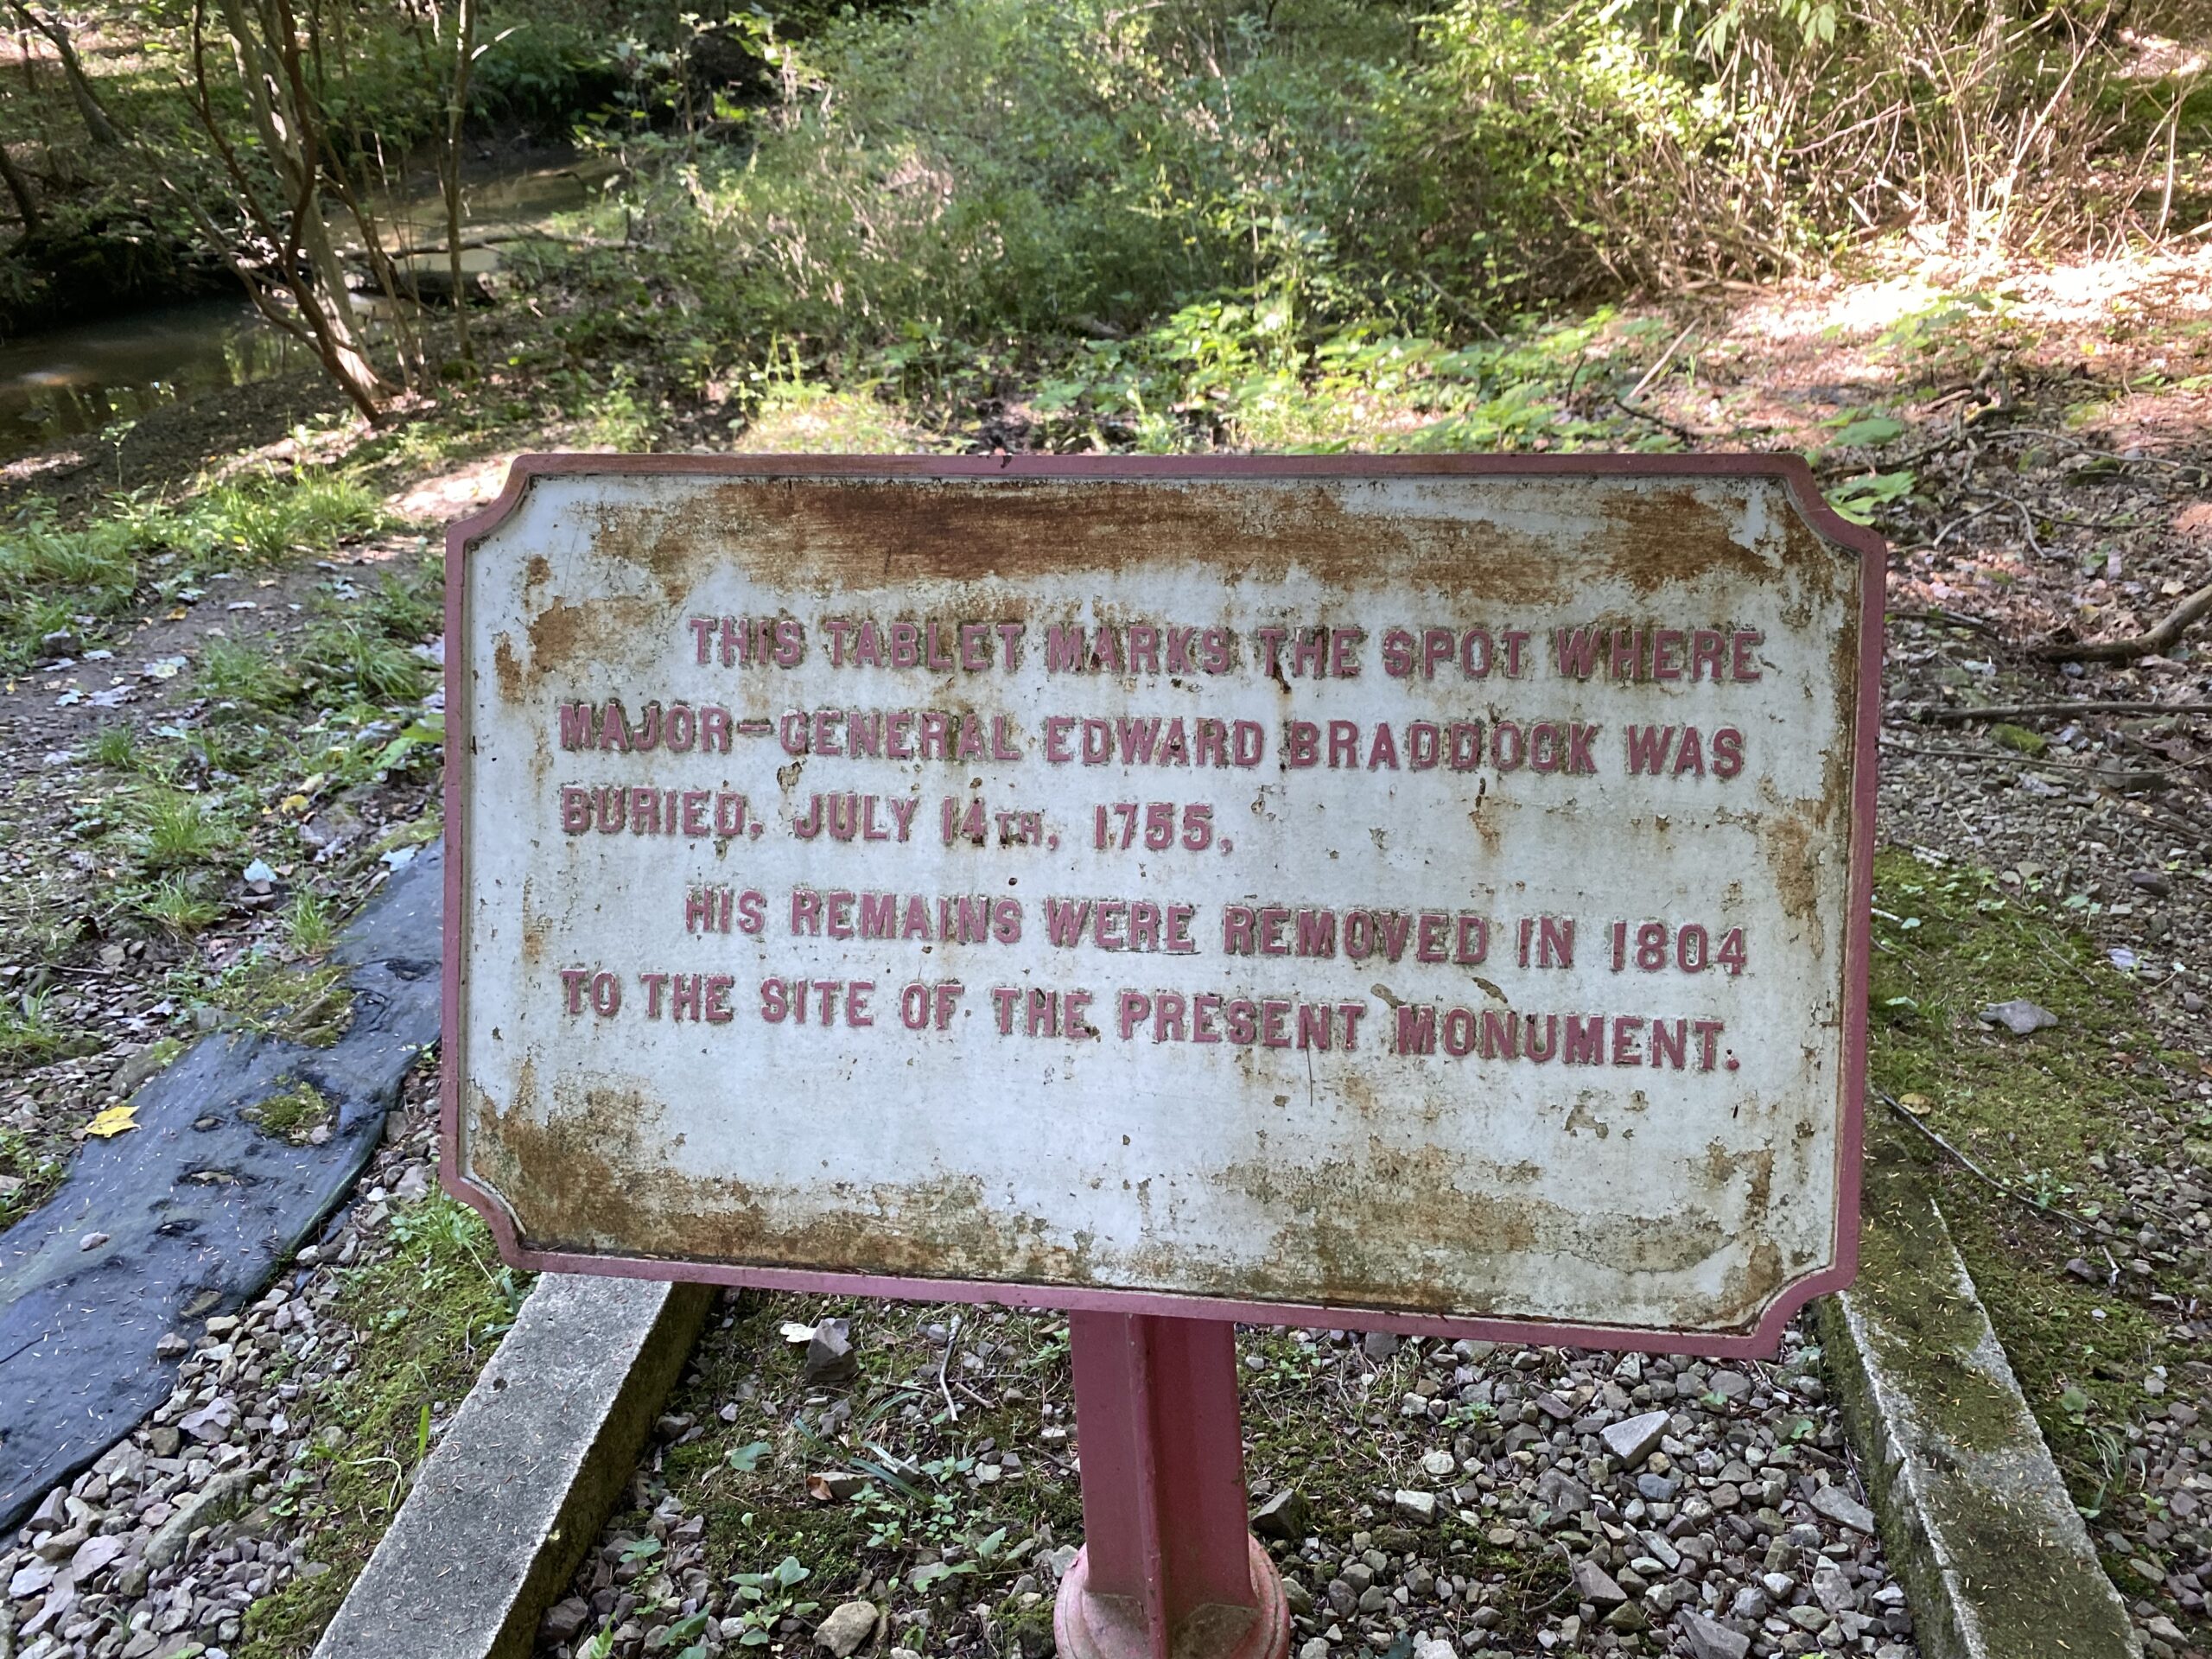 THIS TABLET MARKS THE SPOT WHERE
MAJOR-GENERAL EDWARD BRADDOCK WAS
BURIED, JULY 14TH, 1755,
HIS REMAINS WERE REMOVED IN 1804
TO THE SITE OF THE PRESENT MONUMENT.